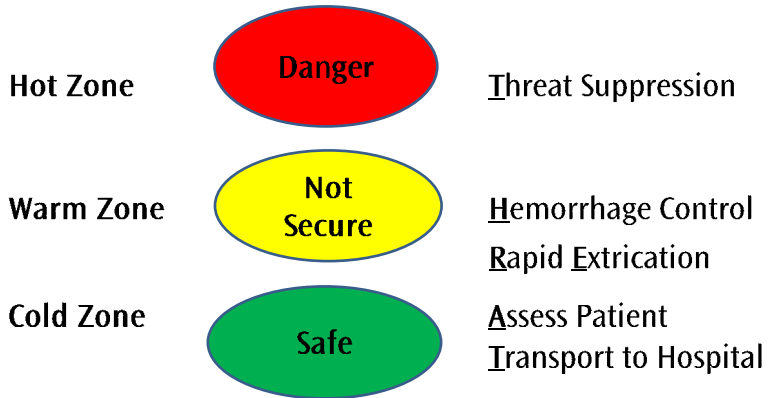 Hot Zone
Danger
Threat Suppression
Warm Zone
Not
Secure
Hemorrhage Control
Rapid Extrication
Cold Zone
Safe
Assess Patient
Transport to Hospital